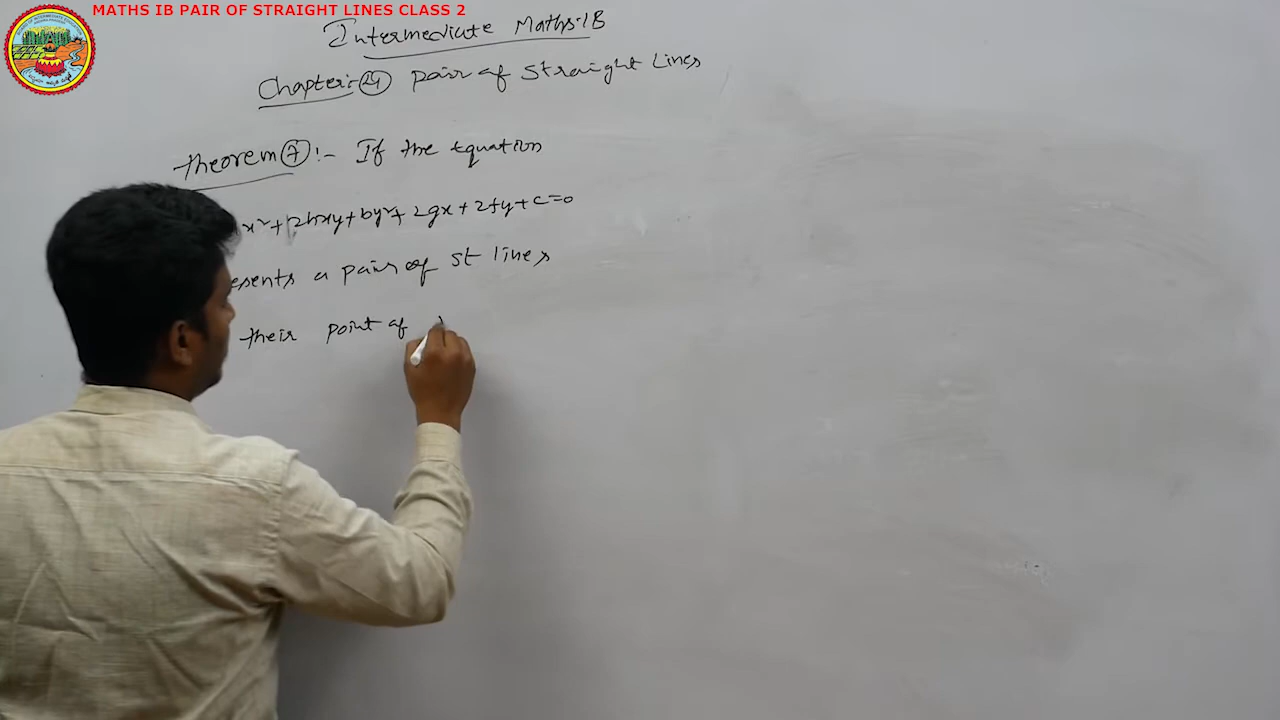 MATHS IB PAIR OF STRAIGHT LINES CLASS 2
Intermediate Maths-IB
Chapter:- 24 pair of Straight Lines
Theorem 7 :- If the equation
x²+2hxy+by²+2gx+2fy+c=0
esents a pair of st lines
their point of